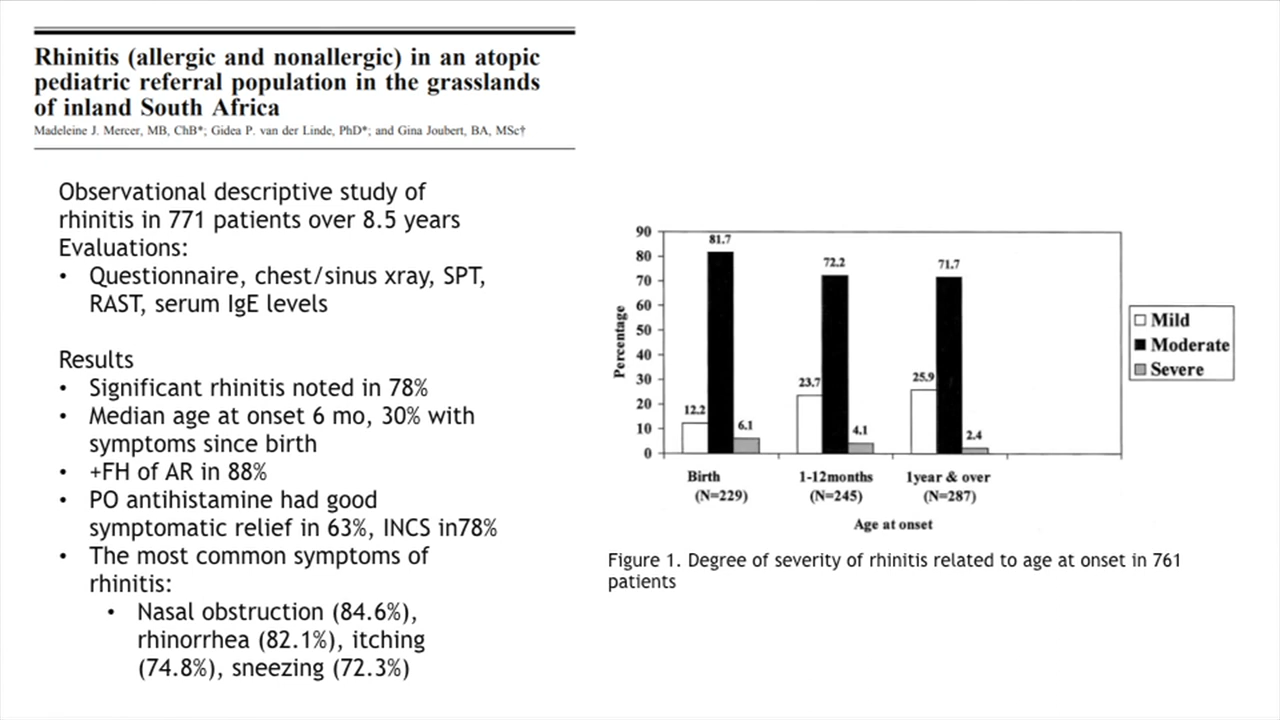 Rhinitis (allergic and nonallergic) in an atopic
pediatric referral population in the grasslands
of inland South Africa
Madeleine J. Mercer, MB, ChB*; Gidea P. van der Linde, PhD*; and Gina Joubert, BA, MSc†
Observational descriptive study of
rhinitis in 771 patients over 8.5 years
Evaluations:
• Questionnaire, chest/sinus xray, SPT,
RAST, serum IgE levels
Results
• Significant rhinitis noted in 78%
• Median age at onset 6 mo, 30% with
symptoms since birth
• +FH of AR in 88%
• PO antihistamine had good
symptomatic relief in 63%, INCS in78%
• The most common symptoms of
rhinitis:
• Nasal obstruction (84.6%),
rhinorrhea (82.1%), itching
(74.8%), sneezing (72.3%)
Percentage
90
80
70
60
50
40
30
20
10
0
12.2
81.7
6.1
23.7
72.2
4.1
25.9
71.7
2.4
Birth
(N=229)
1-12months
(N=245)
1year & over
(N=287)
Age at onset
Mild
Moderate
Severe
Figure 1. Degree of severity of rhinitis related to age at onset in 761
patients